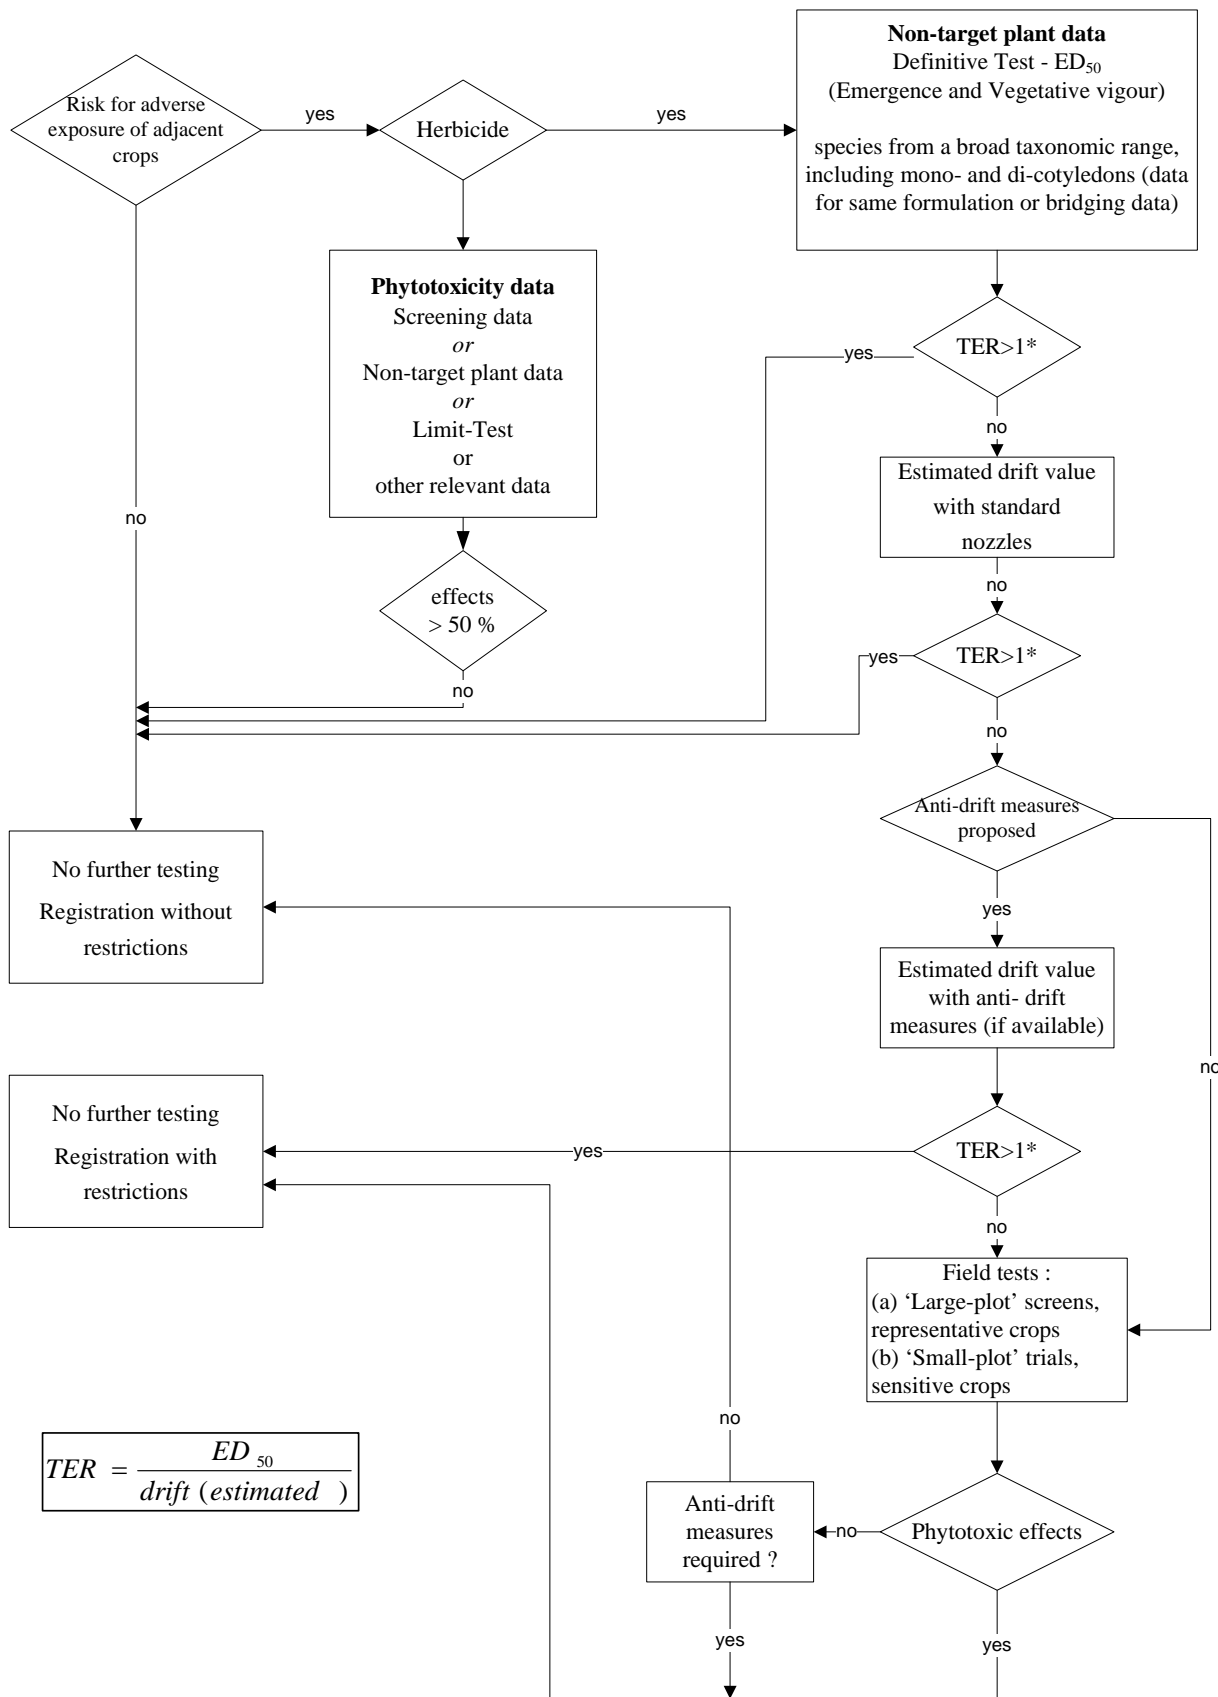 Risk for adverse
exposure of adjacent
crops
yes
Herbicide
yes
Non-target plant data
Definitive Test - ED50
(Emergence and Vegetative vigour)
species from a broad taxonomic range,
including mono- and di-cotyledons (data
for same formulation or bridging data)
Phytotoxicity data
Screening data
or
Non-target plant data
or
Limit-Test
or
other relevant data
no
effects
> 50 %
no
TER>1*
yes
no
Estimated drift value
with standard
nozzles
no
TER>1*
yes
no
Anti-drift measures
proposed
no
yes
Estimated drift value
with anti- drift
measures (if available)
TER>1*
yes
no
No further testing
Registration without
restrictions
No further testing
Registration with
restrictions
Field tests :
(a) ‘Large-plot’ screens,
representative crops
(b) ‘Small-plot’ trials,
sensitive crops
Phytotoxic effects
no
yes
Anti-drift
measures
required ?
no
yes
TER = ED 50
drift (estimated )